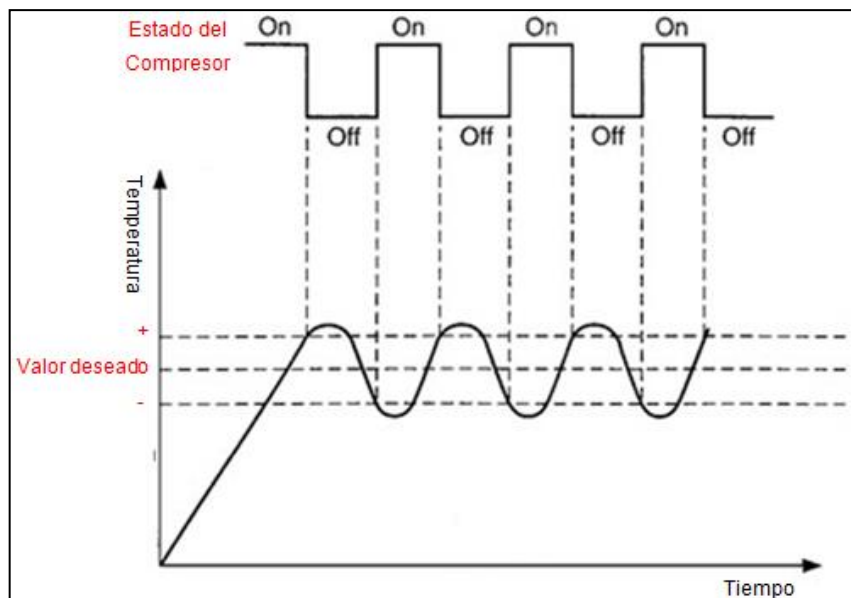 Estado del
Compresor
On On On On
Off Off Off Off
Temperatura
+
Valor deseado
-
Tiempo